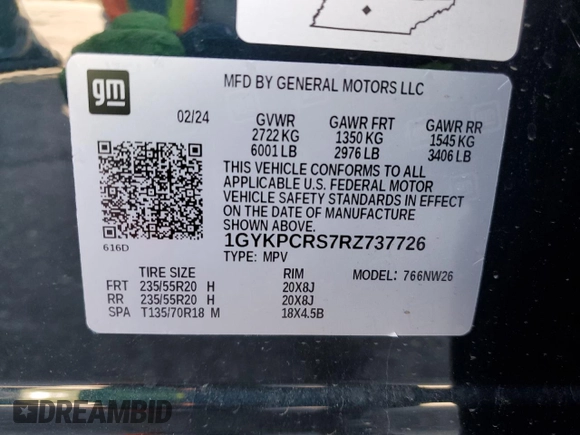 gm
MFD BY GENERAL MOTORS LLC
02/24
GVWR GAWR FRT GAWR RR
2722 KG 1350 KG 1545 KG
6001 LB 2976 LB 3406 LB
THIS VEHICLE CONFORMS TO ALL
APPLICABLE U.S. FEDERAL MOTOR
VEHICLE SAFETY STANDARDS IN EFFECT
ON THE DATE OF MANUFACTURE
SHOWN ABOVE.
616D
1GYKPCRS7RZ737726
TYPE: MPV
TIRE SIZE RIM MODEL: 766NW26
FRT 235/55R20 H 20X8J
RR 235/55R20 H 20X8J
SPA T135/70R18 M 18X4.5B
DREAMBID